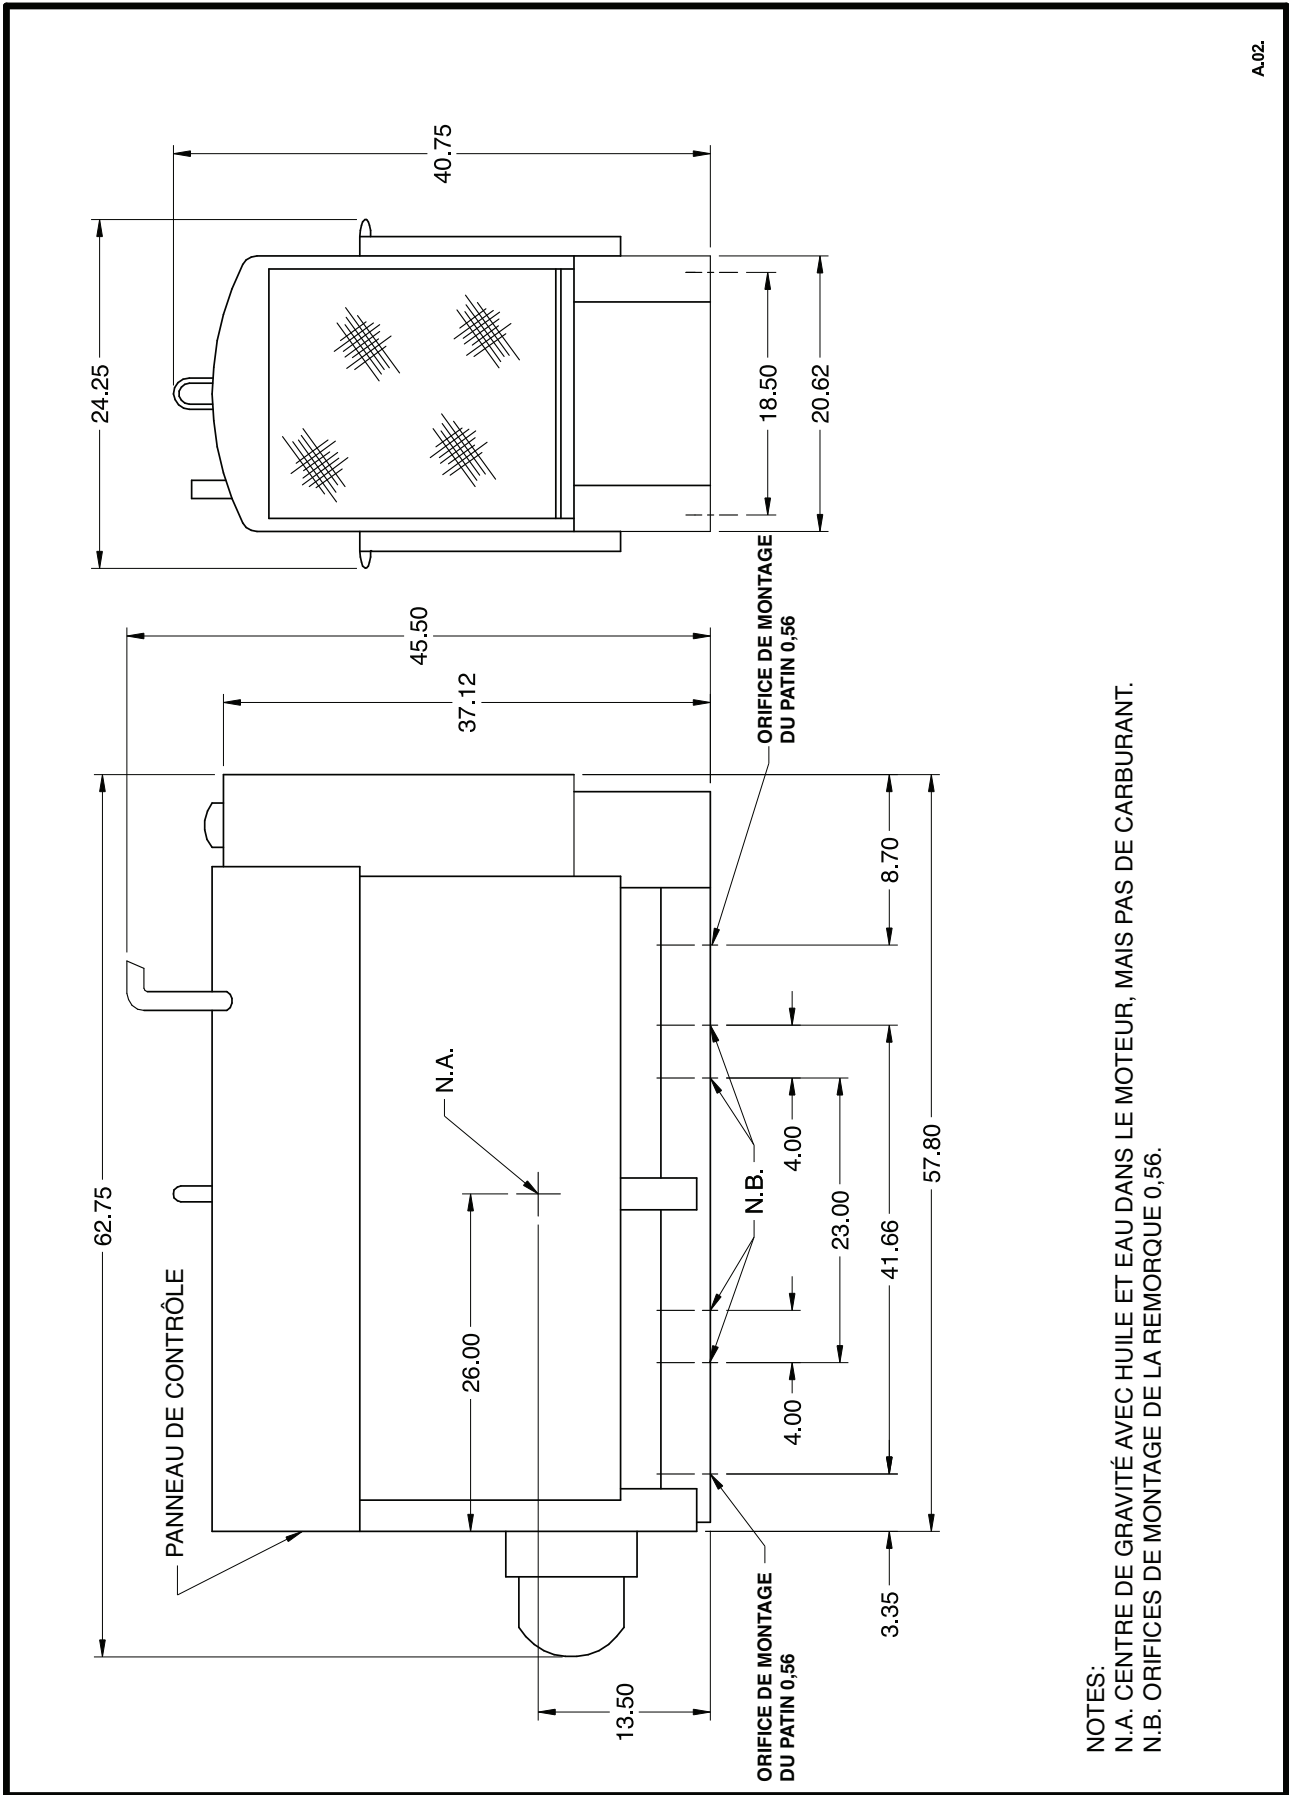 A.02.
24.25
40.75
18.50
20.62
62.75
45.50
37.12
PANNEAU DE CONTRÔLE
N.A.
26.00
13.50
ORIFICE DE MONTAGE
DU PATIN 0,56
N.B.
4.00
4.00
23.00
8.70
41.66
3.35
57.80
ORIFICE DE MONTAGE
DU PATIN 0,56
NOTES:
N.A. CENTRE DE GRAVITÉ AVEC HUILE ET EAU DANS LE MOTEUR, MAIS PAS DE CARBURANT.
N.B. ORIFICES DE MONTAGE DE LA REMORQUE 0,56.